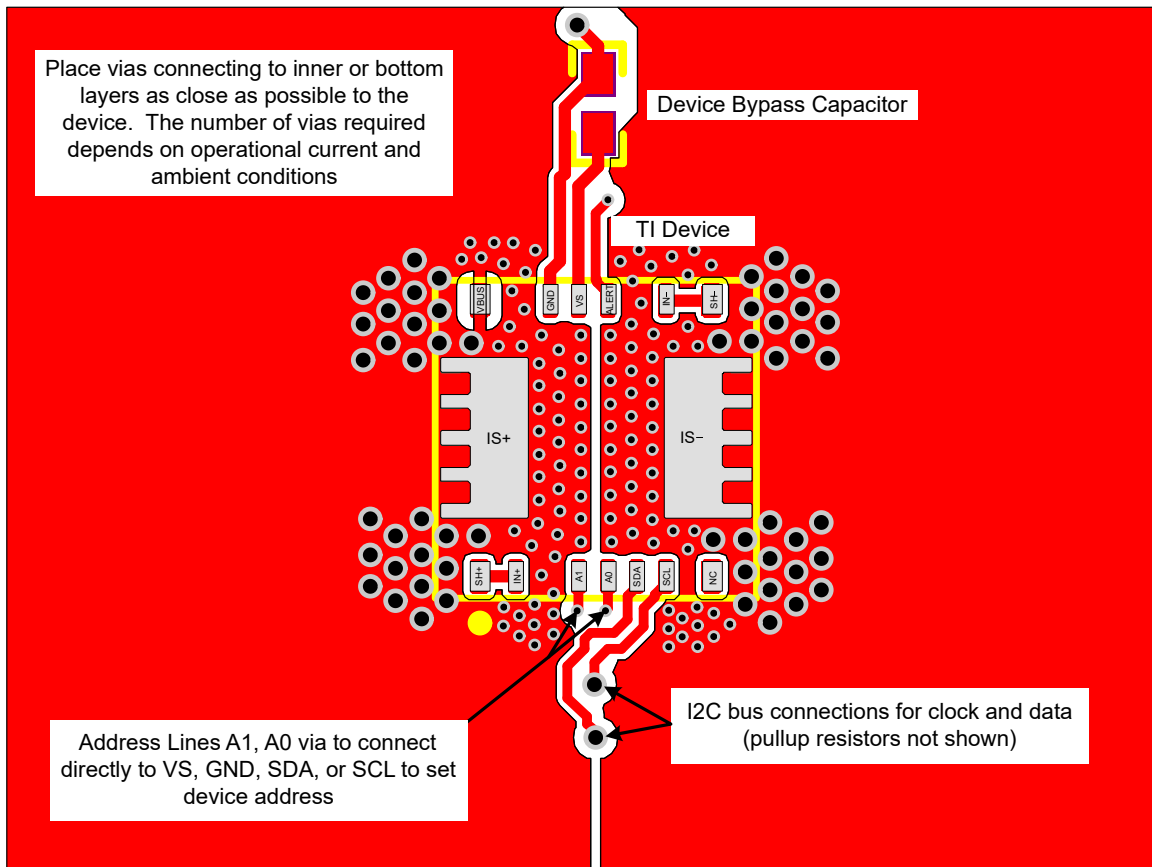 Place vias connecting to inner or bottom
layers as close as possible to the
device. The number of vias required
depends on operational current and
ambient conditions
Device Bypass Capacitor
TI Device
VBUS
GND
VS
ALERT
IN−
SH−
IS+
IS−
SH+
IN+
A1
A0
SDA
SCL
NC
Address Lines A1, A0 via to connect
directly to VS, GND, SDA, or SCL to set
device address
I2C bus connections for clock and data
(pullup resistors not shown)